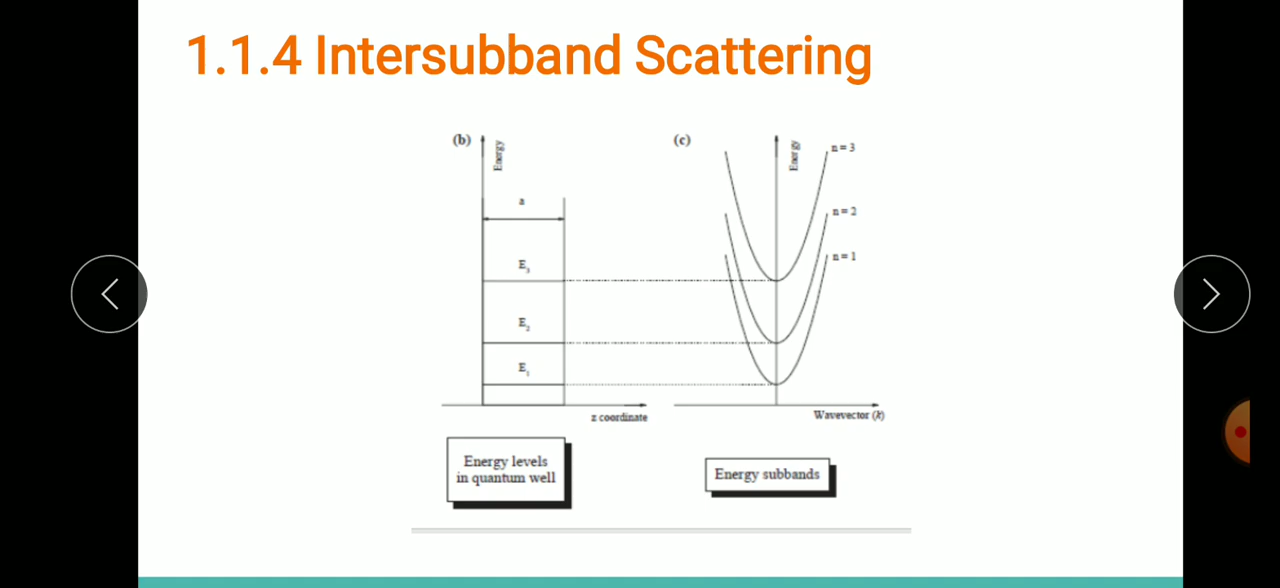 1.1.4 Intersubband Scattering
(b)
Energy
a
E3
E2
E1
z coordinate
Energy levels
in quantum well
(c)
Energy
n = 3
n = 2
n = 1
Wavevector (k)
Energy subbands